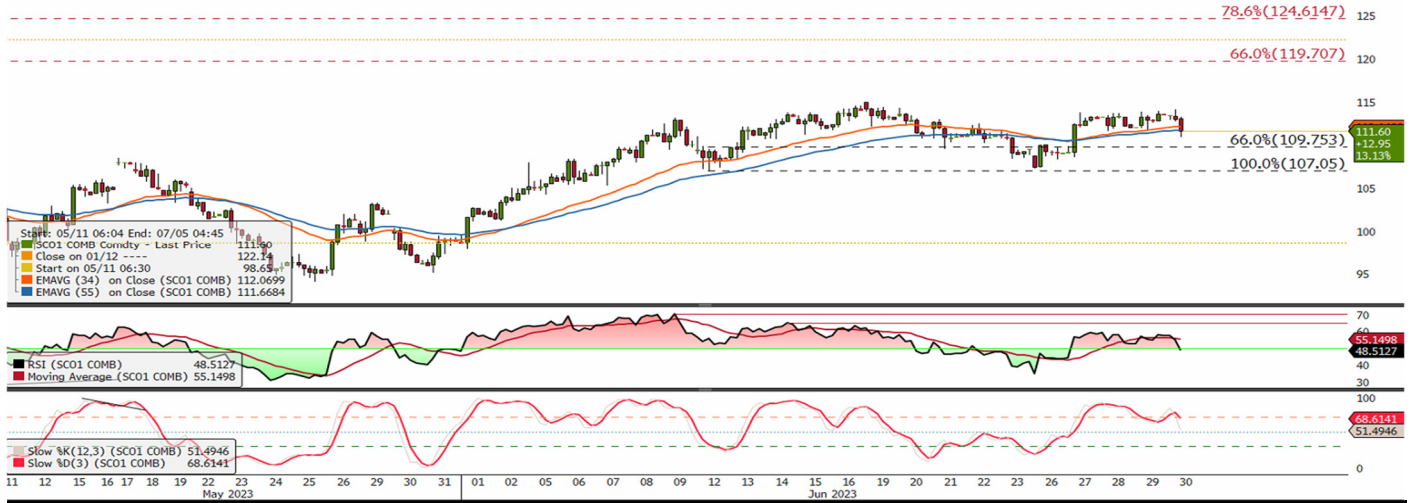 78.6%(124.6147)
125
66.0%(119.707)
120
115
111.60
+12.95
13.13%
66.0%(109.753)
100.0%(107.05)
105
100
95
Start: 05/11 06:04 End: 07/05 04:45
SCO1 COMB Comdty - Last Price 111.60
Close on 01/12 ---- 122.14
Start on 05/11 06:30 98.65
EMAVG (34) on Close (SCO1 COMB) 112.0699
EMAVG (55) on Close (SCO1 COMB) 111.6684
70
60
55.1498
48.5127
40
30
RSI (SCO1 COMB) 48.5127
Moving Average (SCO1 COMB) 55.1498
100
68.6141
51.4946
0
Slow %K(12,3) (SCO1 COMB) 51.4946
Slow %D(3) (SCO1 COMB) 68.6141
11 12 15 16 17 18 19 22 23 24 25 26 29 30 31 01 02 05 06 07 08 09 12 13 14 15 16 19 20 21 22 23 26 27 28 29 30
May 2023 Jun 2023